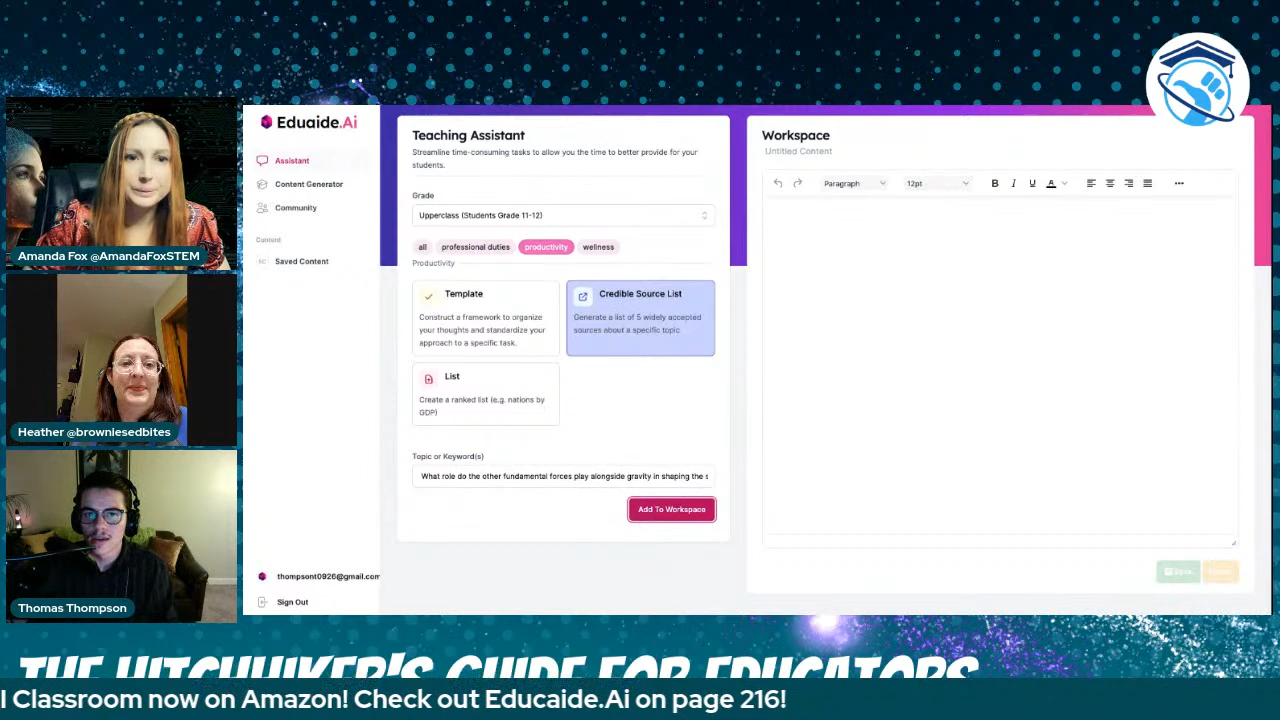 Eduaide.Ai
Assistant
Content Generator
Community
Content
Saved Content
thompsont0926@gmail.com
Sign Out
Teaching Assistant
Streamline time-consuming tasks to allow you the time to better provide for your
students.
Grade
Upperclass (Students Grade 11-12)
all professional duties productivity wellness
Productivity
Template
Construct a framework to organize
your thoughts and standardize your
approach to a specific task.
Credible Source List
Generate a list of 5 widely accepted
sources about a specific topic
List
Create a ranked list (e.g. nations by
GDP)
Topic or Keyword(s)
What role do the other fundamental forces play alongside gravity in shaping the s
Add To Workspace
Workspace
Untitled Content
Paragraph 12pt B I U A
Amanda Fox @AmandaFoxSTEM
Heather @browniesedbites
Thomas Thompson
THE HITCHHIKER'S GUIDE FOR EDUCATORS
I Classroom now on Amazon! Check out Educaide.Ai on page 216!